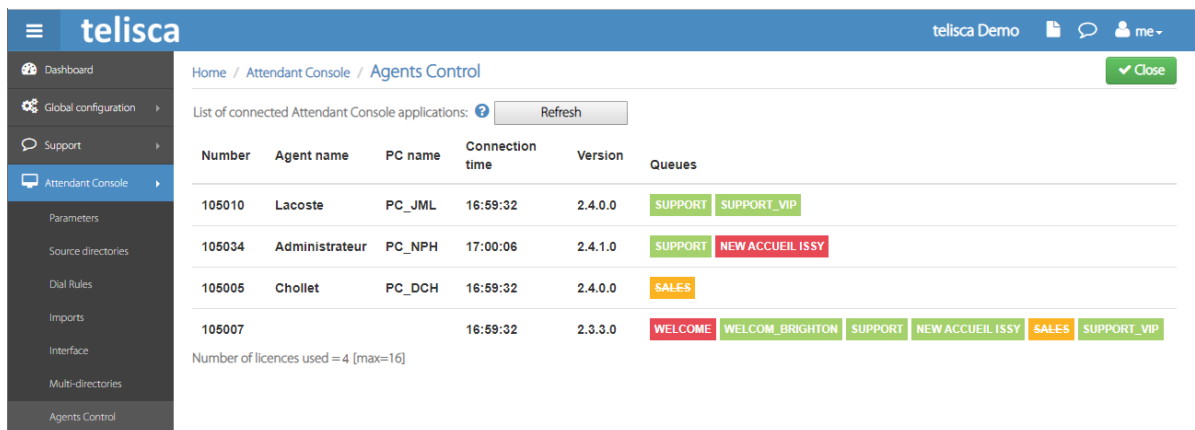 telisca
telisca Demo me
Dashboard
Global configuration
Support
Attendant Console
Parameters
Source directories
Dial Rules
Imports
Interface
Multi-directories
Agents Control
Home / Attendant Console / Agents Control
Close
List of connected Attendant Console applications: ? Refresh
Number Agent name PC name Connection time Version Queues
105010 Lacoste PC_JML 16:59:32 2.4.0.0 SUPPORT SUPPORT_VIP
105034 Administrateur PC_NPH 17:00:06 2.4.1.0 SUPPORT NEW ACCUEIL ISSY
105005 Chollet PC_DCH 16:59:32 2.4.0.0 SALES
105007 16:59:32 2.3.3.0 WELCOME WELCOM_BRIGHTON SUPPORT NEW ACCUEIL ISSY SALES SUPPORT_VIP
Number of licences used = 4 [max=16]